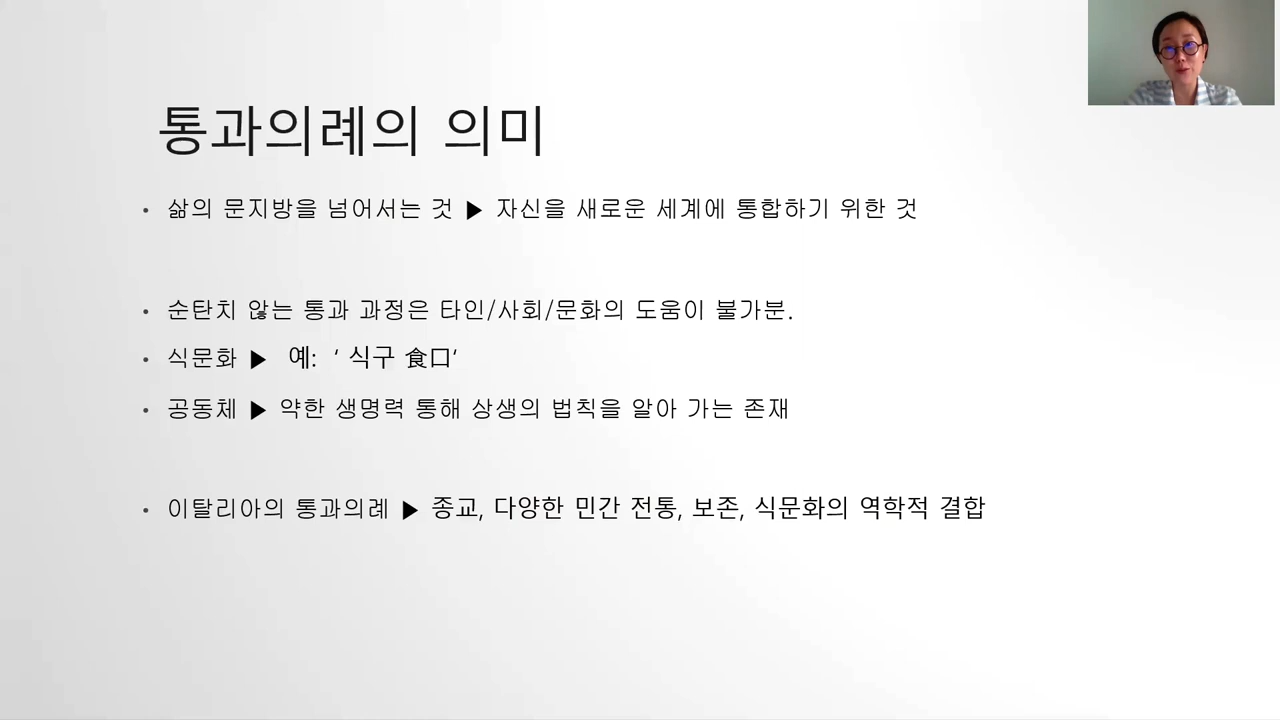 통과의례의 의미
• 삶의 문지방을 넘어서는 것 ▶ 자신을 새로운 세계에 통합하기 위한 것
• 순탄치 않는 통과 과정은 타인/사회/문화의 도움이 불가분.
• 식문화 ▶ 예: ‘ 식구 食口‘
• 공동체 ▶ 약한 생명력 통해 상생의 법칙을 알아 가는 존재
• 이탈리아의 통과의례 ▶ 종교, 다양한 민간 전통, 보존, 식문화의 역학적 결합